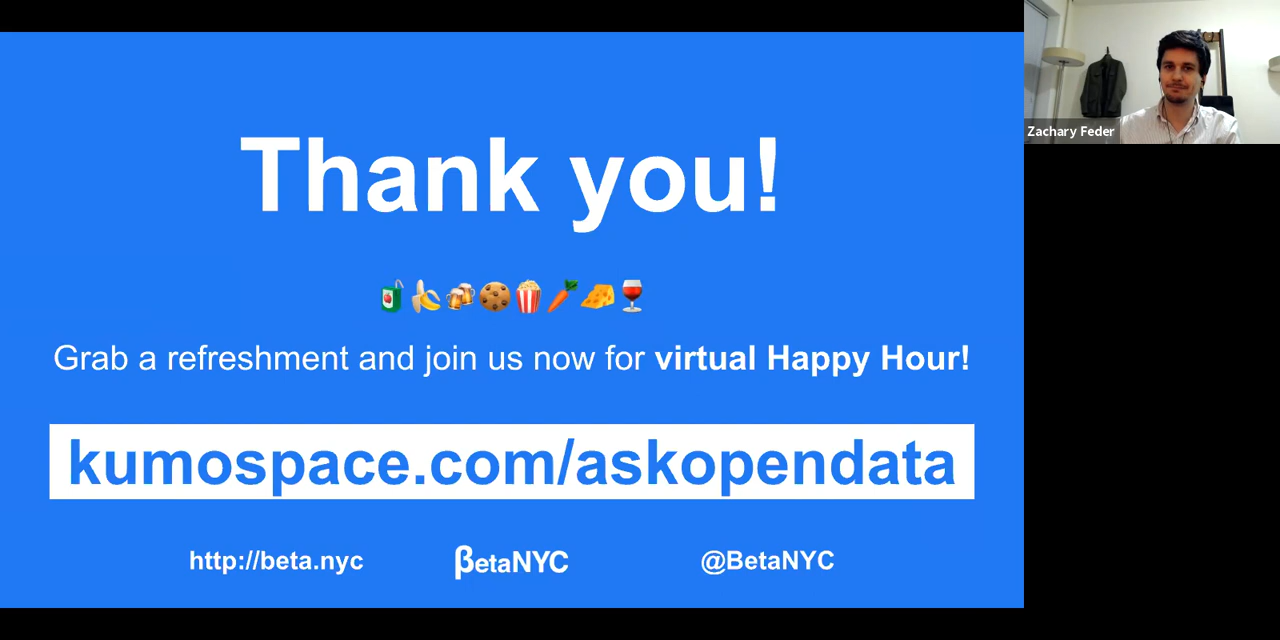 Thank you!
Grab a refreshment and join us now for virtual Happy Hour!
kumospace.com/askopendata
http://beta.nyc
βetaNYC
@BetaNYC
Zachary Feder